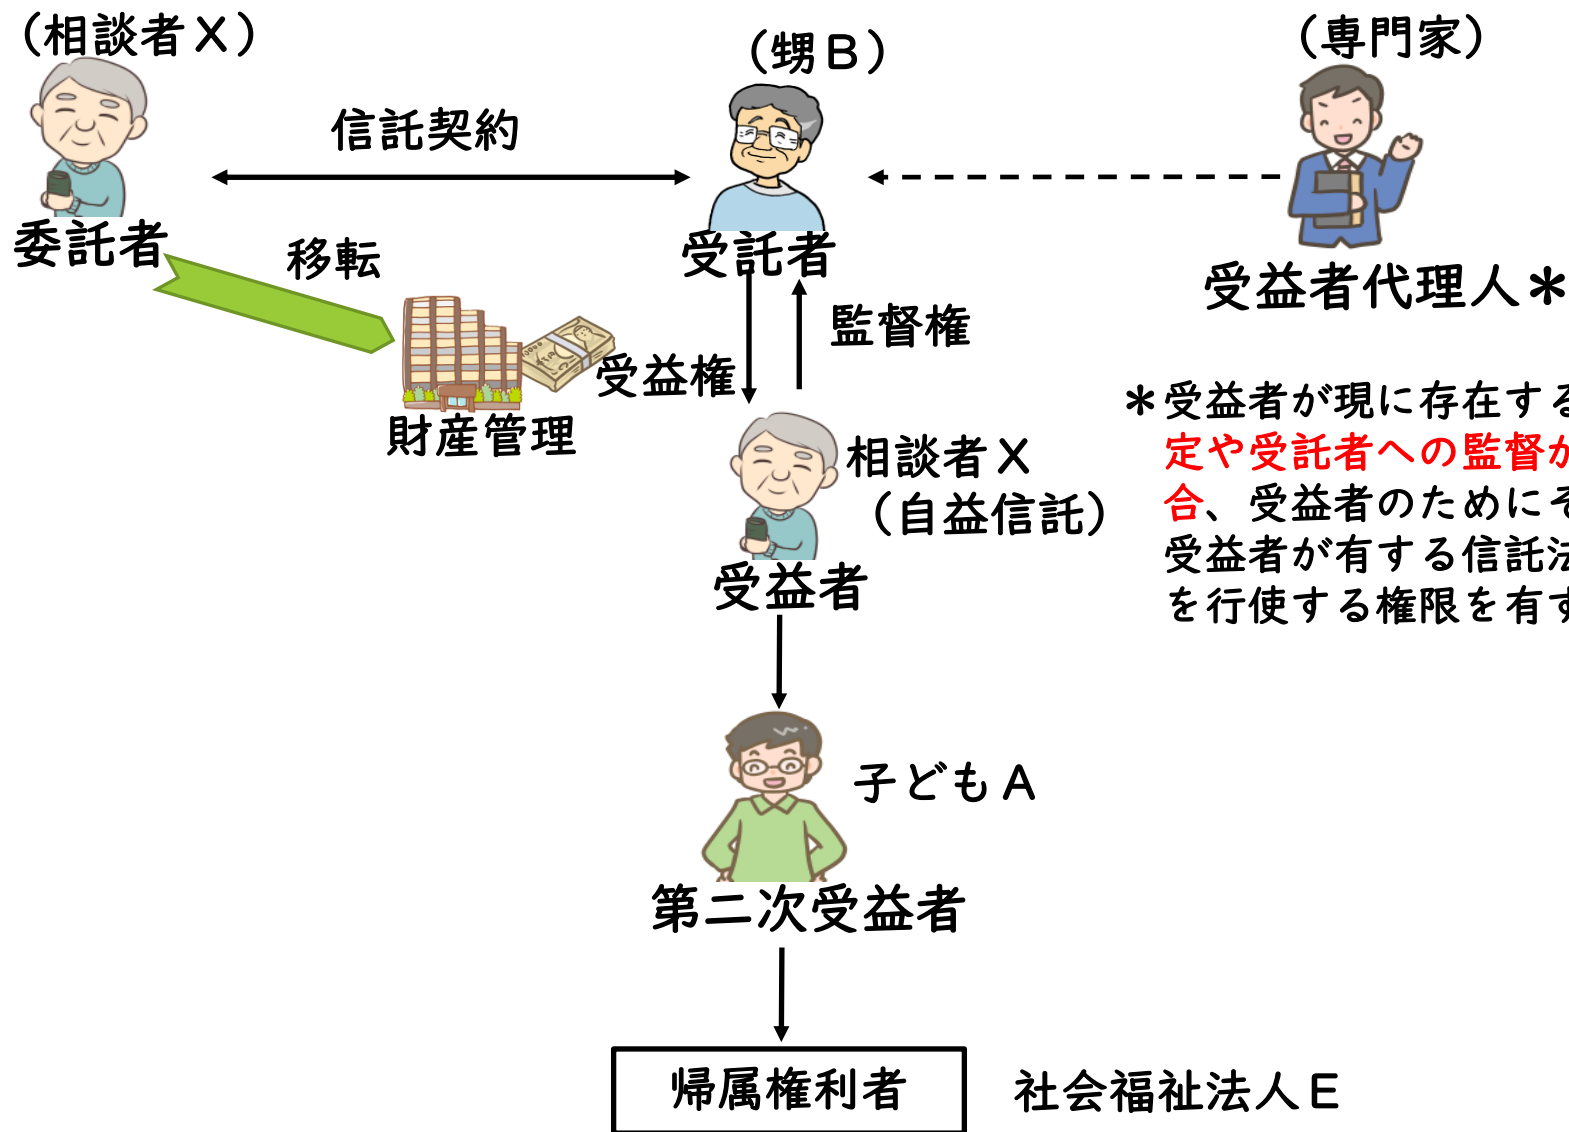 （相談者Ｘ）
（甥Ｂ）
（専門家）
信託契約
委託者
移転
受託者
受益者代理人＊
監督権
受益権
財産管理
＊受益者が現に存在する
定や受託者への監督が
合、受益者のためにそ
受益者が有する信託法
を行使する権限を有す
相談者Ｘ
（自益信託）
受益者
子どもＡ
第二次受益者
帰属権利者
社会福祉法人Ｅ